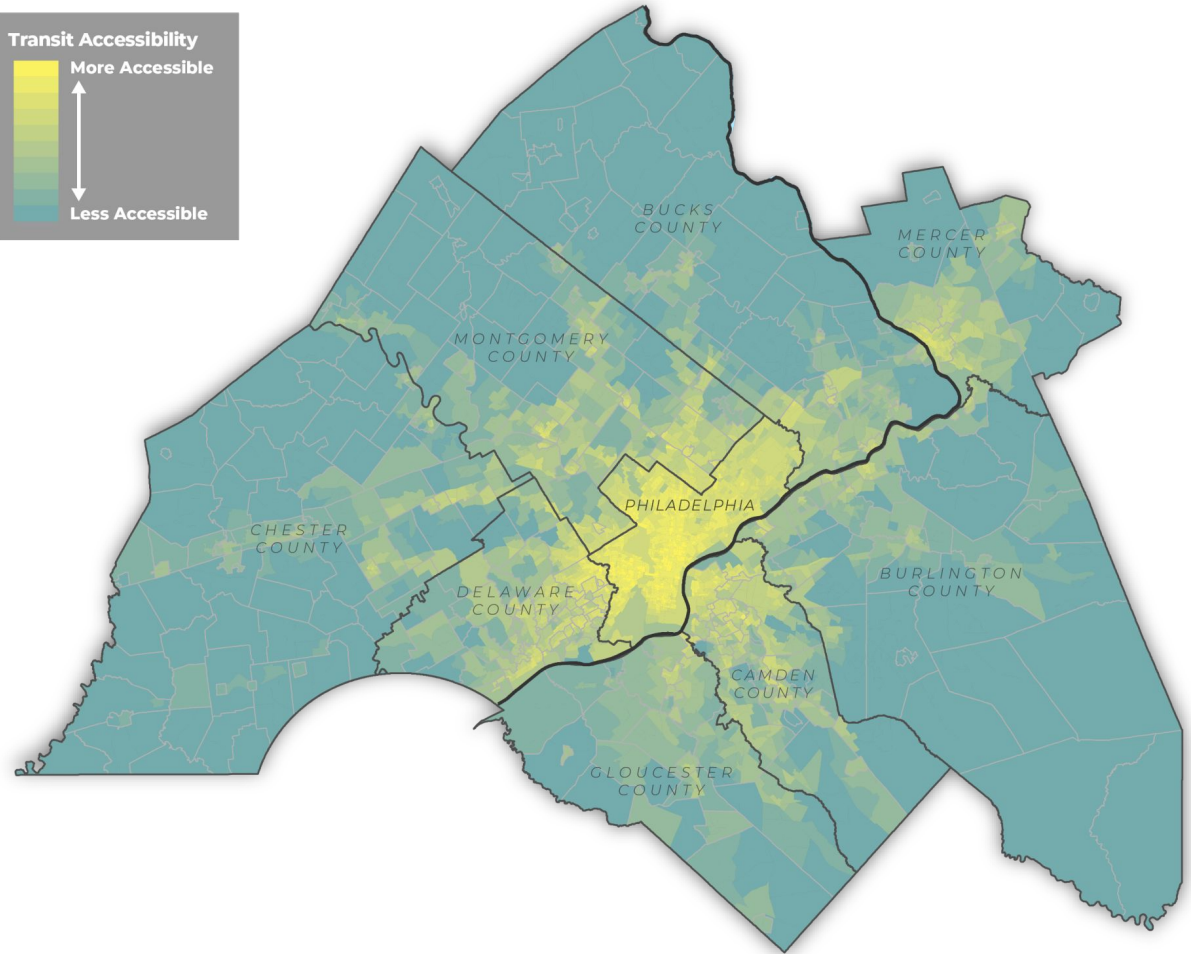 Transit Accessibility
More Accessible
Less Accessible
BUCKS
COUNTY
MERCER
COUNTY
MONTGOMERY
COUNTY
PHILADELPHIA
CHESTER
COUNTY
DELAWARE
COUNTY
BURLINGTON
COUNTY
CAMDEN
COUNTY
GLOUCESTER
COUNTY